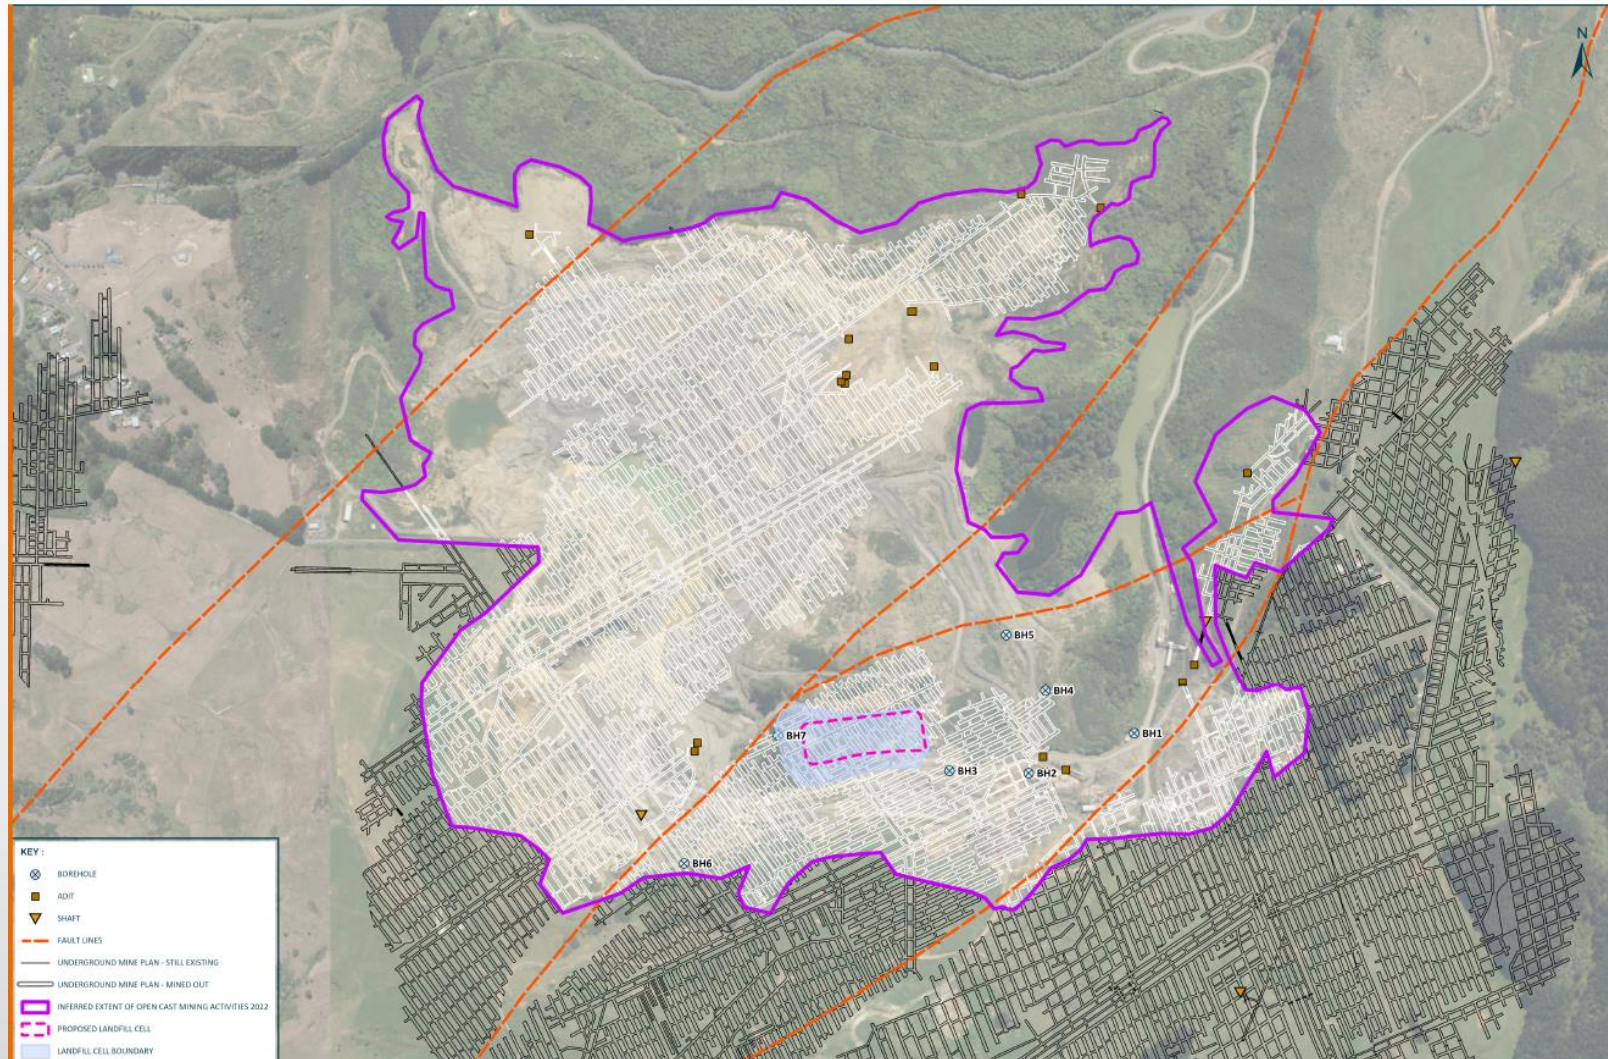 N
BH5
BH4
BH1
BH7
BH3
BH2
BH6
KEY :
BOREHOLE
ADIT
SHAFT
FAULT LINES
UNDERGROUND MINE PLAN - STILL EXISTING
UNDERGROUND MINE PLAN - MINED OUT
INFERRED EXTENT OF OPEN CAST MINING ACTIVITIES 2022
PROPOSED LANDFILL CELL
LANDFILL CELL BOUNDARY